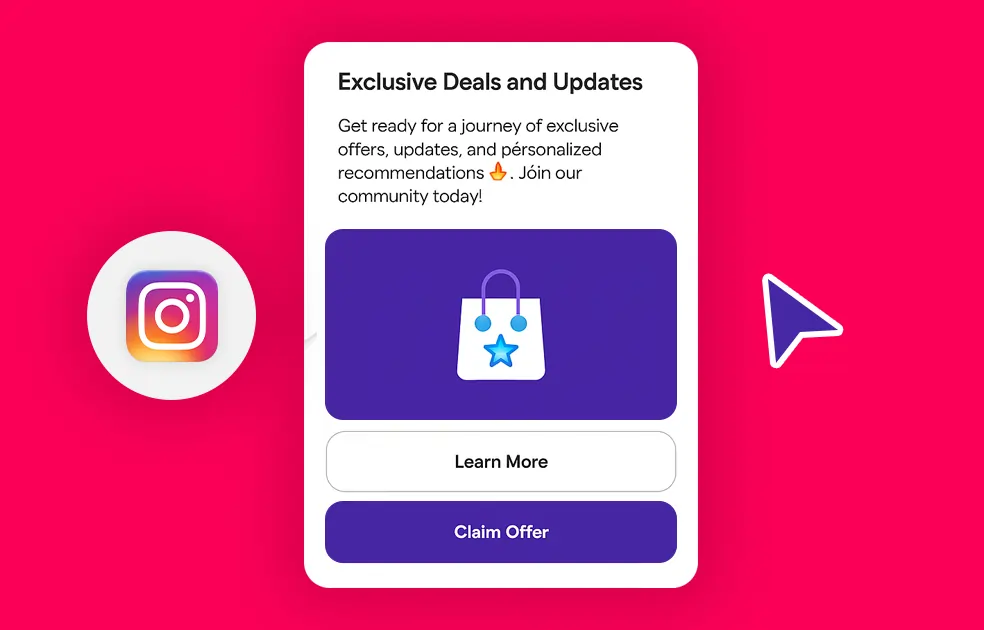 Exclusive Deals and Updates
Get ready for a journey of exclusive
offers, updates, and pérsonalized
recommendations 🔥. Jóin our
community today!
Learn More
Claim Offer